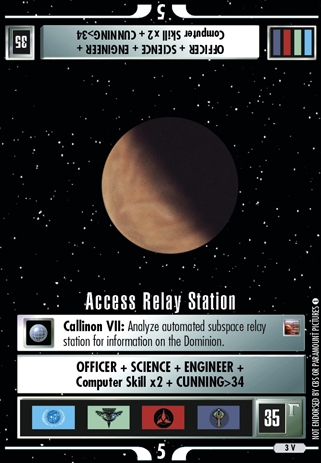 5
35
OFFICER + SCIENCE + ENGINEER +
Computer Skill x2 + CUNNING>34
Access Relay Station
Callinon VII: Analyze automated subspace relay
station for information on the Dominion.
OFFICER + SCIENCE + ENGINEER +
Computer Skill x2 + CUNNING>34
35 Γ
5
3 V
NOT ENDORSED BY CBS OR PARAMOUNT PICTURES